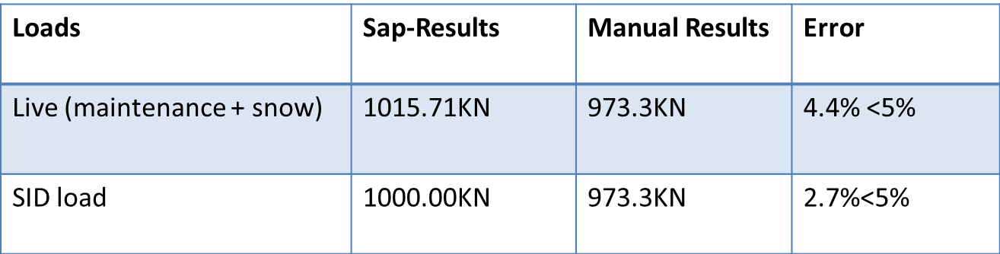 Loads Sap-Results Manual Results Error
Live (maintenance + snow) 1015.71KN 973.3KN 4.4% <5%
SID load 1000.00KN 973.3KN 2.7%<5%